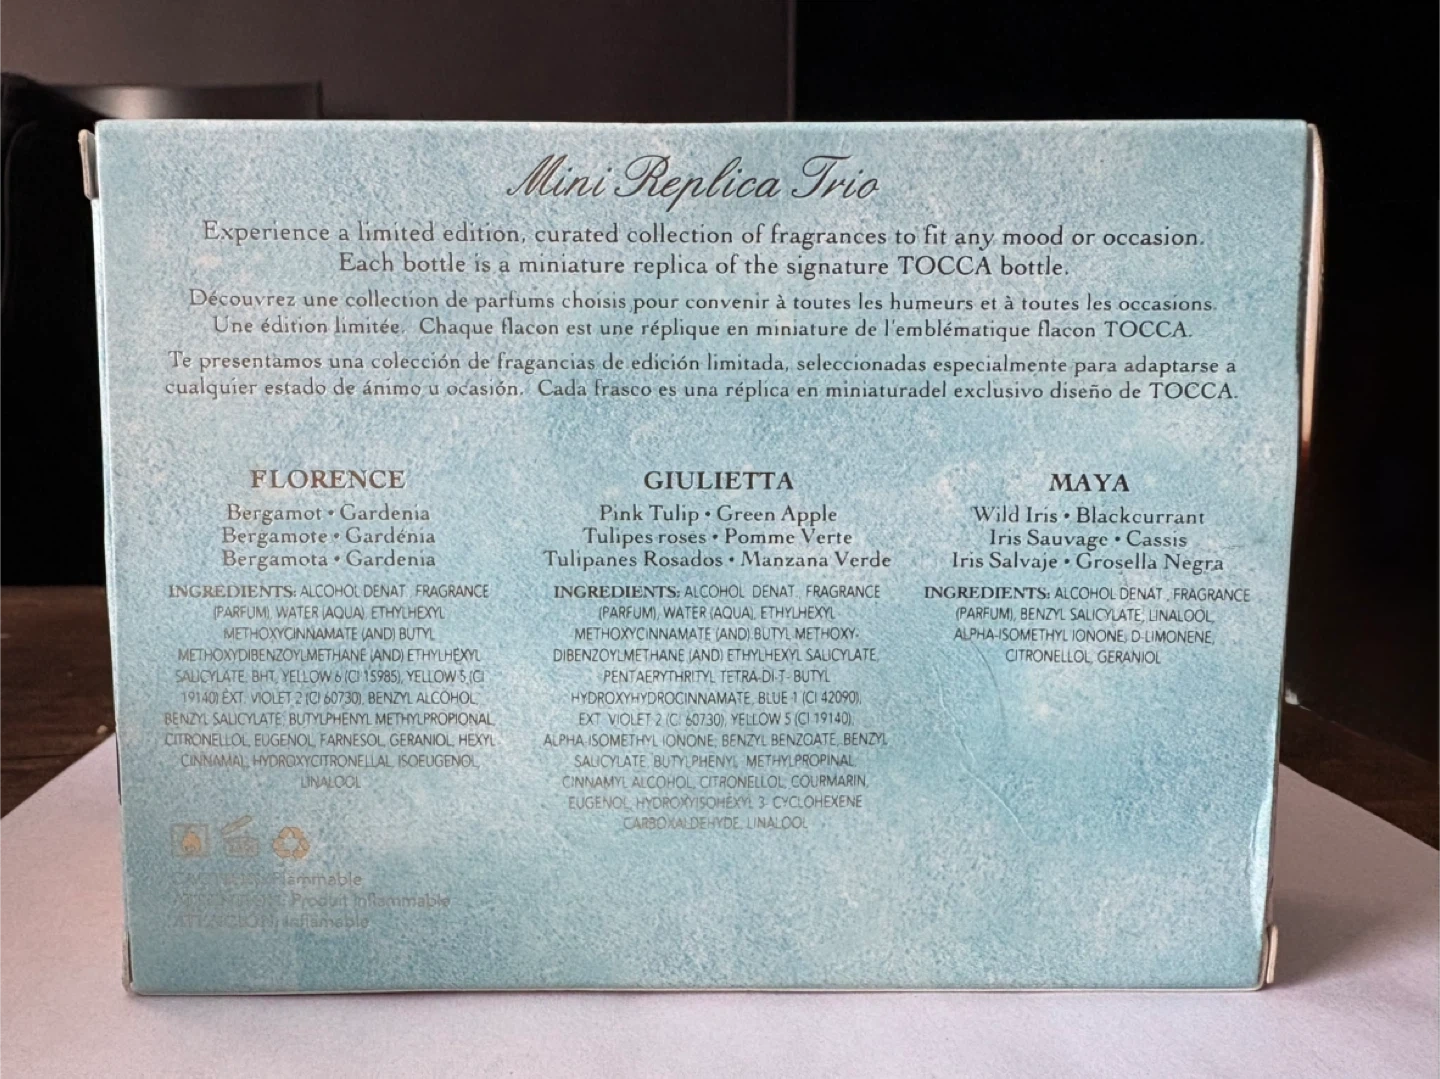 Mini Replica Trio
Experience a limited edition, curated collection of fragrances to fit any mood or occasion.
Each bottle is a miniature replica of the signature TOCCA bottle.
Découvrez une collection de parfums choisis pour convenir à toutes les humeurs et à toutes les occasions.
Une édition limitée. Chaque flacon est une réplique en miniature de l'emblématique flacon TOCCA.
Te presentamos una colección de fragancias de edición limitada, seleccionadas especialmente para adaptarse a
cualquier estado de ánimo u ocasión. Cada frasco es una réplica en miniaturadel exclusivo diseño de TOCCA.
FLORENCE
Bergamot • Gardenia
Bergamote • Gardénia
Bergamota • Gardenia
INGREDIENTS: ALCOHOL DENAT., FRAGRANCE
(PARFUM), WATER (AQUA), ETHYLHEXYL
METHOXYCINNAMATE (AND) BUTYL
METHOXYDIBENZOYLMETHANE (AND) ETHYLHEXYL
SALICYLATE, BHT, YELLOW 6 (CI 15985), YELLOW 5 (CI
19140) EXT. VIOLET 2 (CI 60730), BENZYL ALCOHOL,
BENZYL SALICYLATE, BUTYLPHENYL METHYLPROPIONAL,
CITRONELLOL, EUGENOL, FARNESOL, GERANIOL, HEXYL
CINNAMAL, HYDROXYCITRONELLAL, ISOEUGENOL,
LINALOOL
GIULIETTA
Pink Tulip • Green Apple
Tulipes roses • Pomme Verte
Tulipanes Rosados • Manzana Verde
INGREDIENTS: ALCOHOL DENAT., FRAGRANCE
(PARFUM), WATER (AQUA), ETHYLHEXYL
METHOXYCINNAMATE (AND) BUTYL METHOXY-
DIBENZOYLMETHANE (AND) ETHYLHEXYL SALICYLATE,
PENTAERYTHRITYL TETRA-DI-T- BUTYL
HYDROXYHYDROCINNAMATE, BLUE 1 (CI 42090),
EXT. VIOLET 2 (CI 60730), YELLOW 5 (CI 19140),
ALPHA-ISOMETHYL IONONE, BENZYL BENZOATE, BENZYL
SALICYLATE, BUTYLPHENYL METHYLPROPINAL,
CINNAMYL ALCOHOL, CITRONELLOL, COURMARIN,
EUGENOL, HYDROXYISOHEXYL 3- CYCLOHEXENE
CARBOXALDEHYDE, LINALOOL
MAYA
Wild Iris • Blackcurrant
Iris Sauvage • Cassis
Iris Salvaje • Grosella Negra
INGREDIENTS: ALCOHOL DENAT., FRAGRANCE
(PARFUM), BENZYL SALICYLATE, LINALOOL,
ALPHA-ISOMETHYL IONONE, D-LIMONENE,
CITRONELLOL, GERANIOL
Flammable
ATTENTION: Produit Inflammable
ATENCION: Inflamable